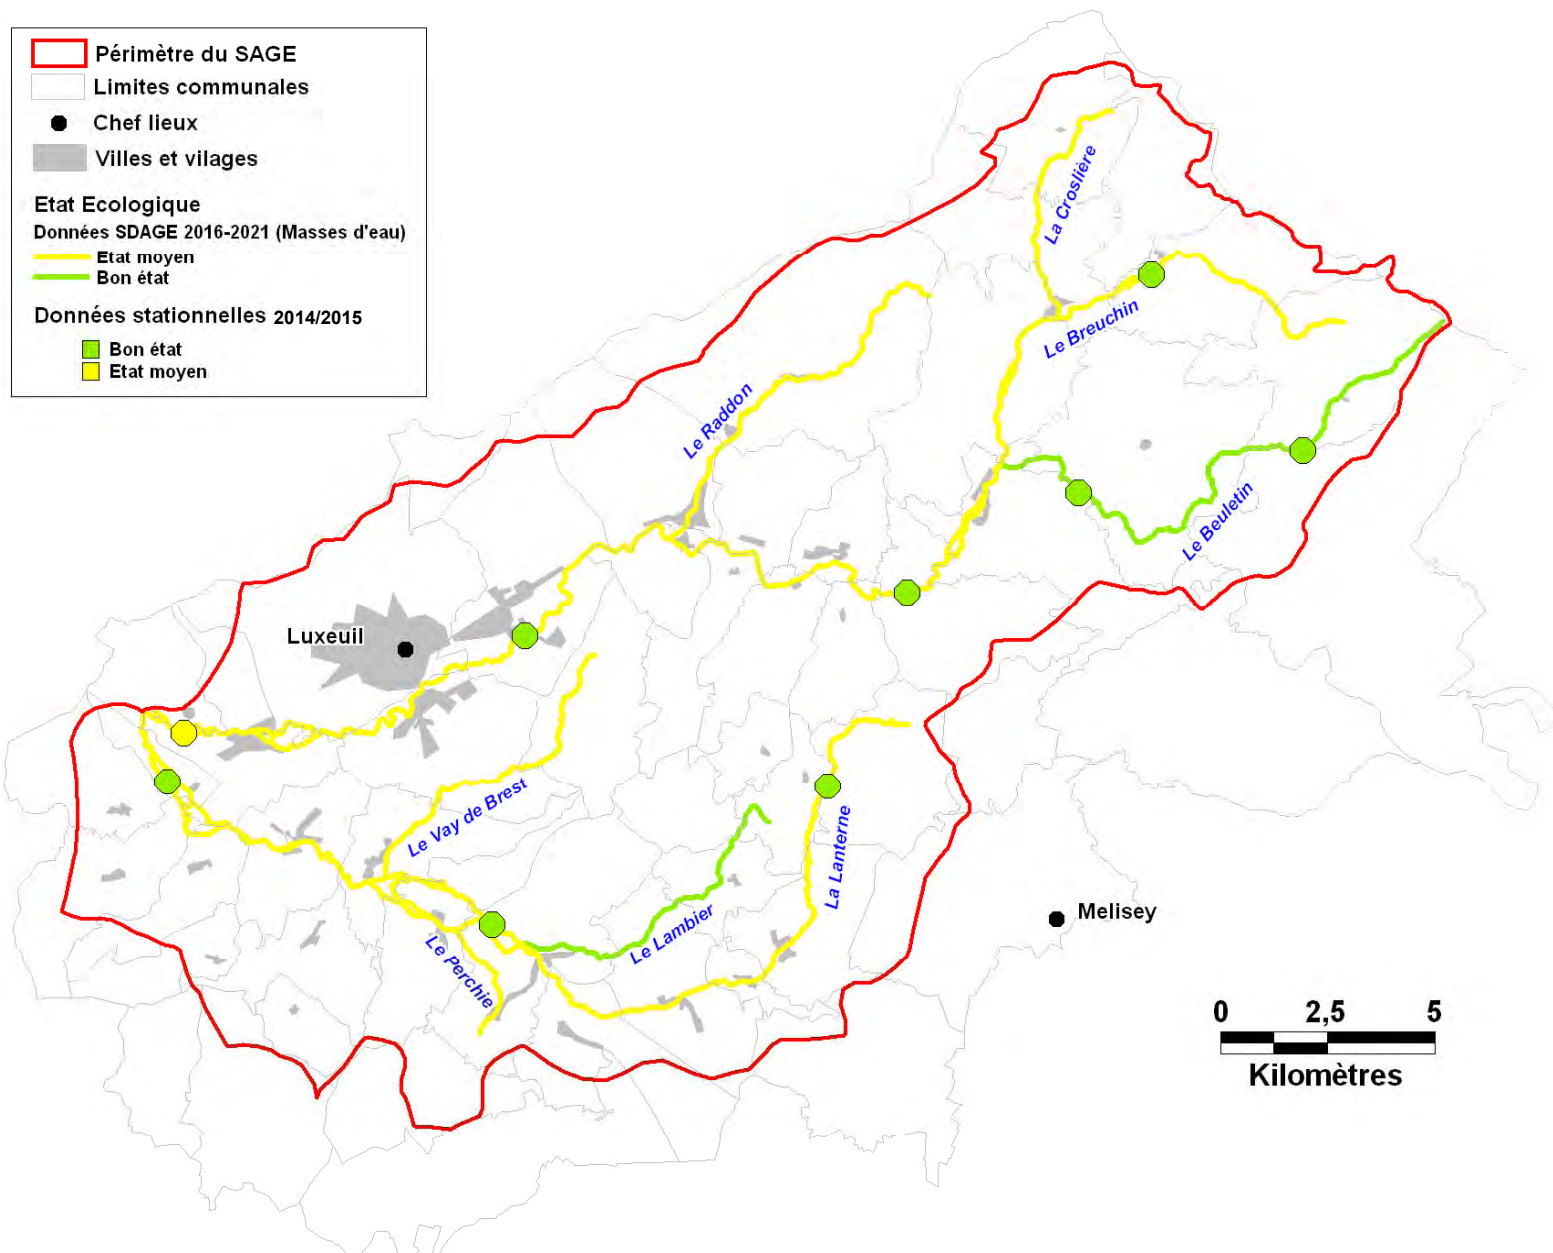 Périmètre du SAGE
Limites communales
Chef lieux
Villes et vilages
Etat Ecologique
Données SDAGE 2016-2021 (Masses d'eau)
Etat moyen
Bon état
Données stationnelles 2014/2015
Bon état
Etat moyen
La Croslière
Le Breuchin
Le Raddon
Le Beuletin
Luxeuil
Le Vay de Brest
La Lanterne
Le Lambier
Le Perchie
Melisey
0 2,5 5
Kilomètres